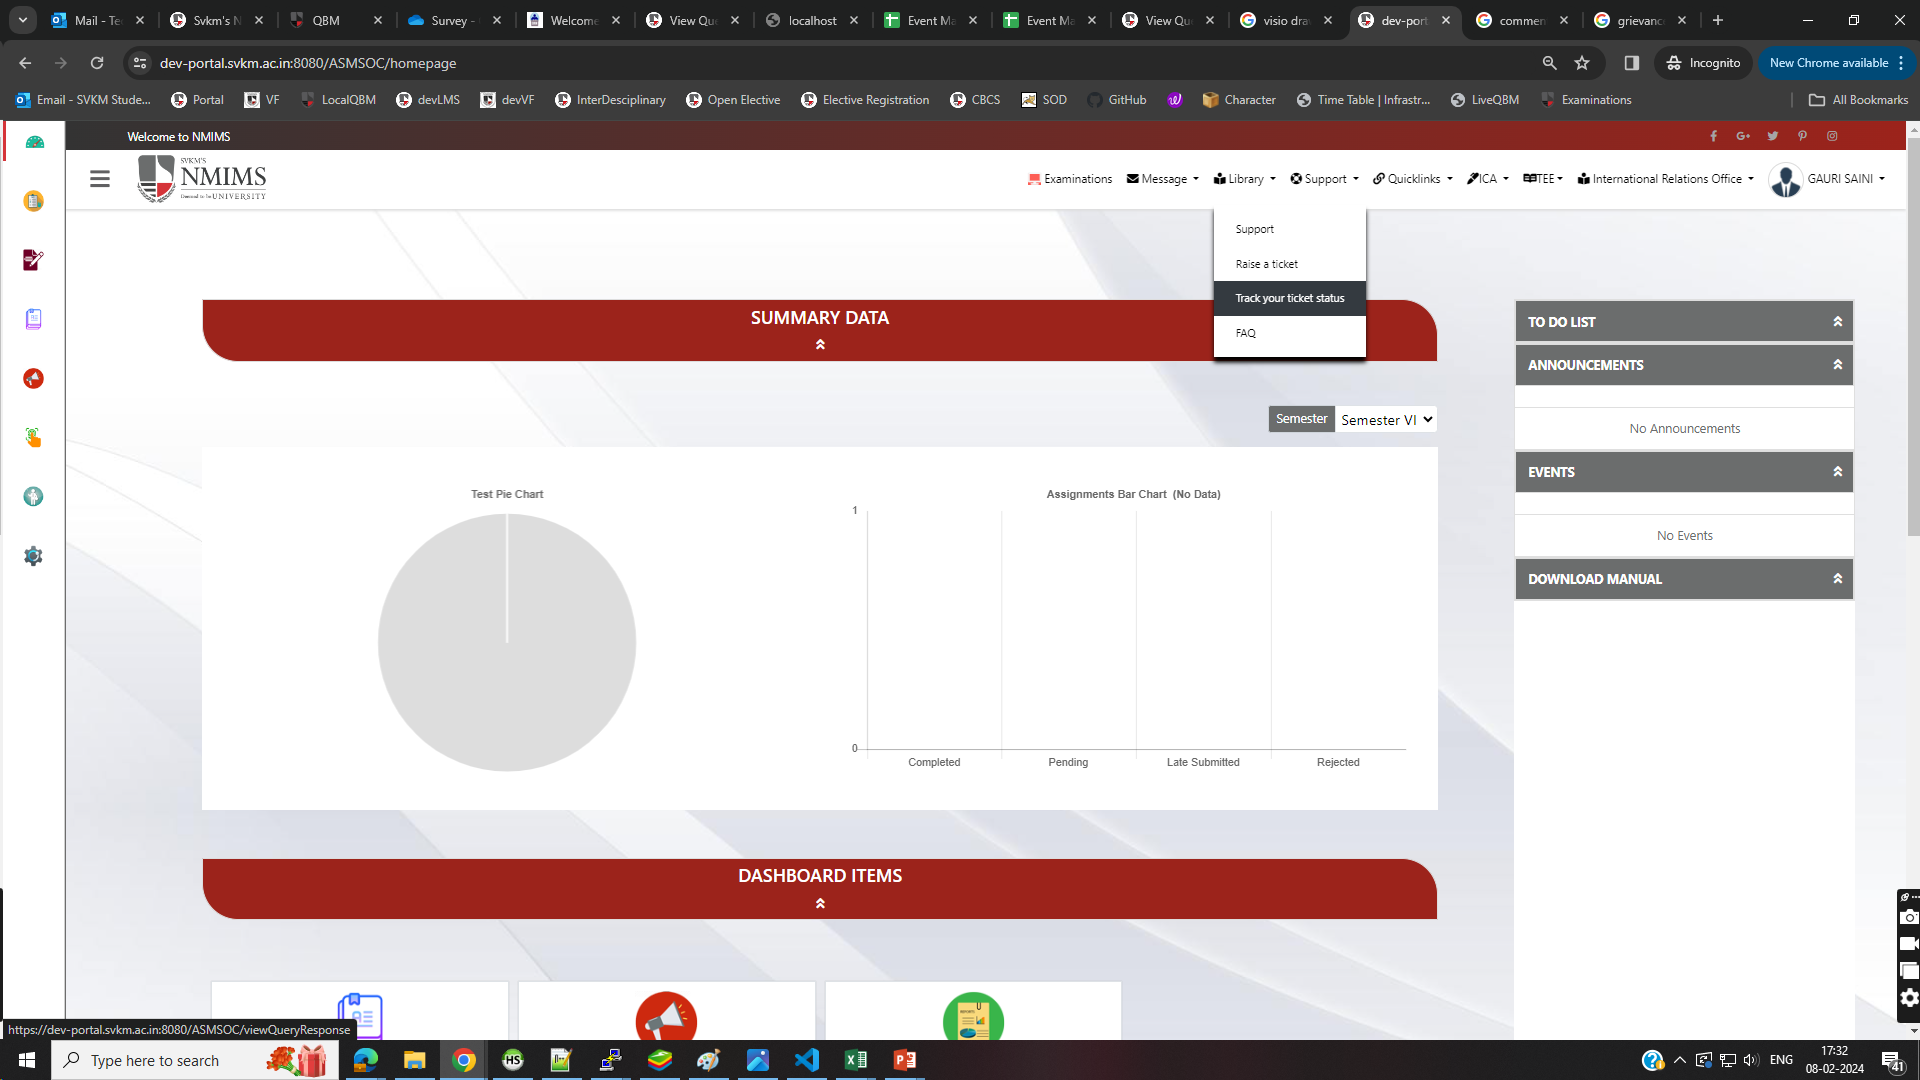 Mail - Te
Svkm's N
QBM
Survey -
Welcome
View Que
localhost
Event Ma
Event Ma
View Qu
visio dra
dev-port
commen
grievanc
dev-portal.svkm.ac.in:8080/ASMSOC/homepage
Incognito
New Chrome available
Email - SVKM Stude...
Portal
VF
LocalQBM
devLMS
devVF
InterDesciplinary
Open Elective
Elective Registration
CBCS
SOD
GitHub
Character
Time Table | Infrastr...
LiveQBM
Examinations
All Bookmarks
Welcome to NMIMS
SVKM'S
NMIMS
Deemed to be UNIVERSITY
Examinations
Message
Library
Support
Quicklinks
ICA
TEE
International Relations Office
GAURI SAINI
Support
Raise a ticket
Track your ticket status
FAQ
SUMMARY DATA
Semester
Semester VI
Test Pie Chart
Assignments Bar Chart (No Data)
1
0
Completed
Pending
Late Submitted
Rejected
TO DO LIST
ANNOUNCEMENTS
No Announcements
EVENTS
No Events
DOWNLOAD MANUAL
DASHBOARD ITEMS
https://dev-portal.svkm.ac.in:8080/ASMSOC/viewQueryResponse
Type here to search
HS
ENG
17:32
08-02-2024
41